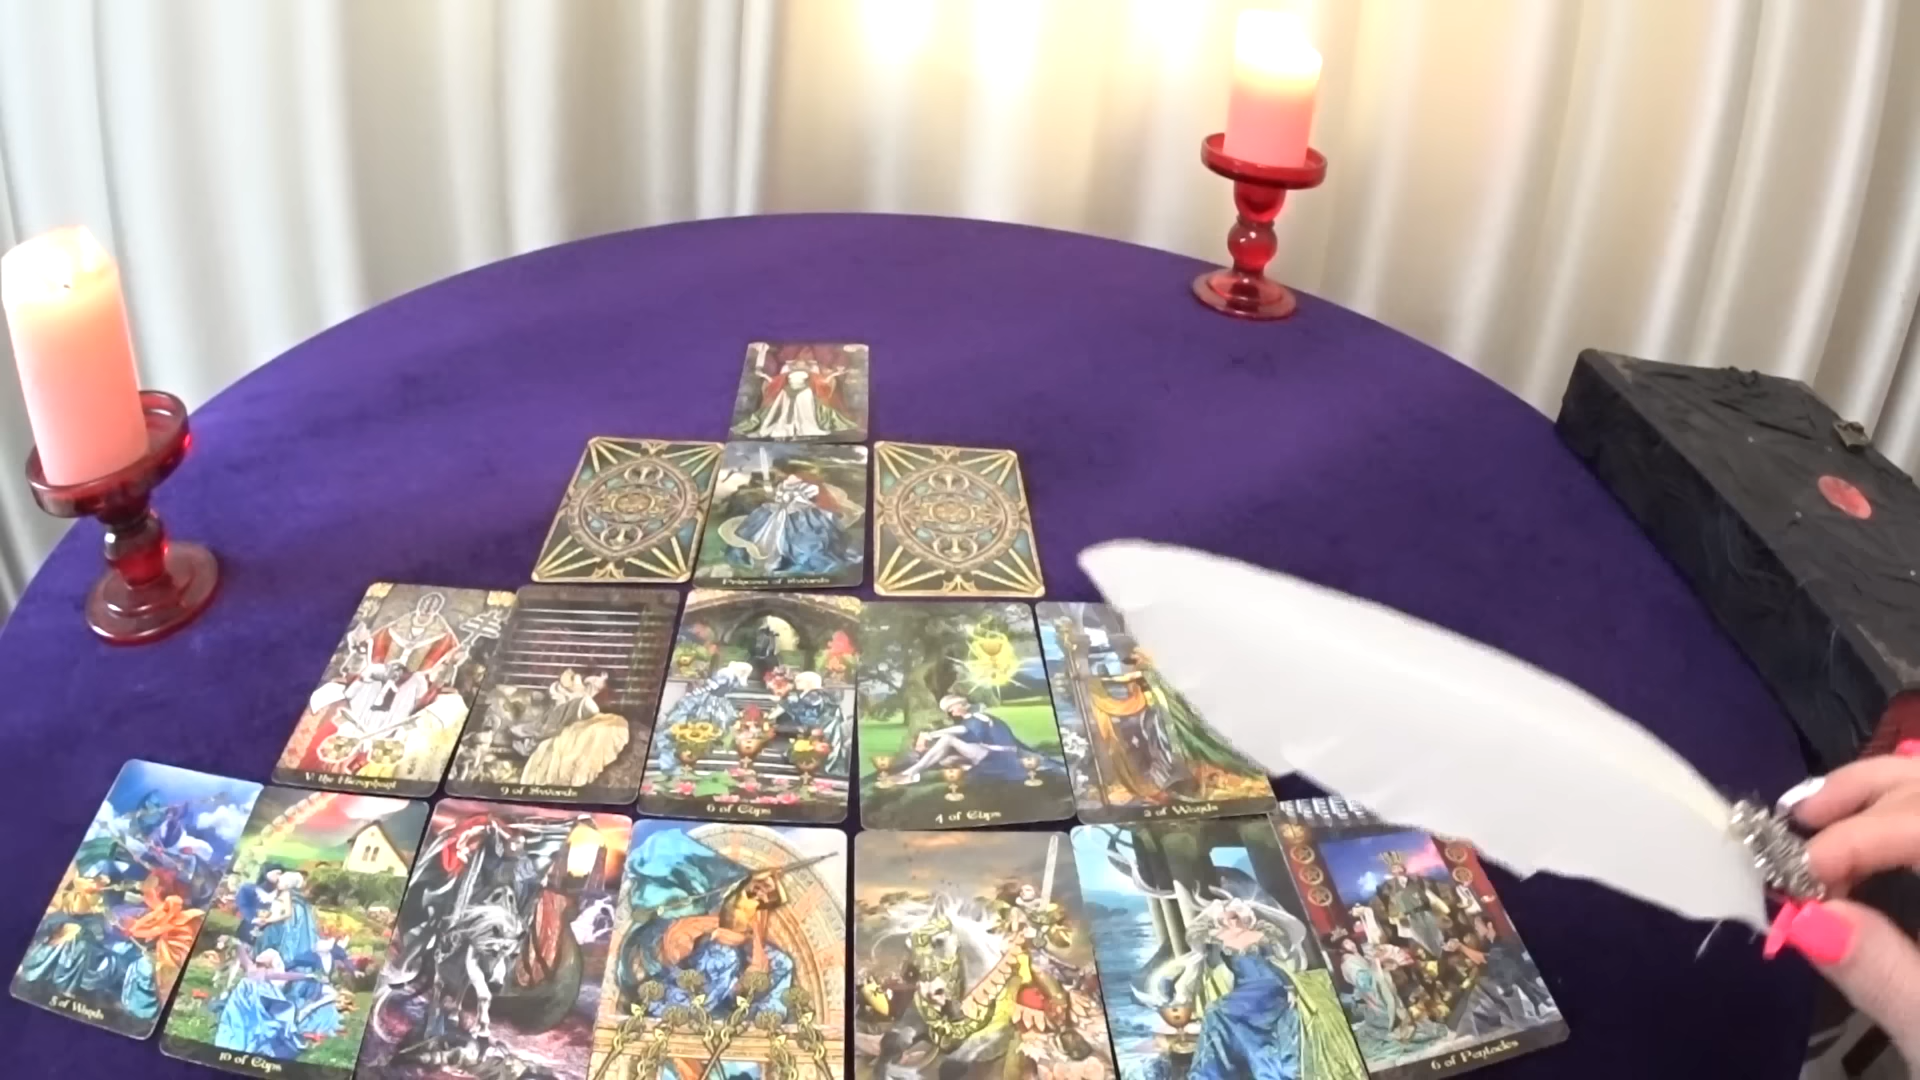 Princess of Swords
V. the Hierophant
9 of Swords
6 of Cups
4 of Cups
of Wands
5 of Wands
10 of Cups
6 of Pentacles